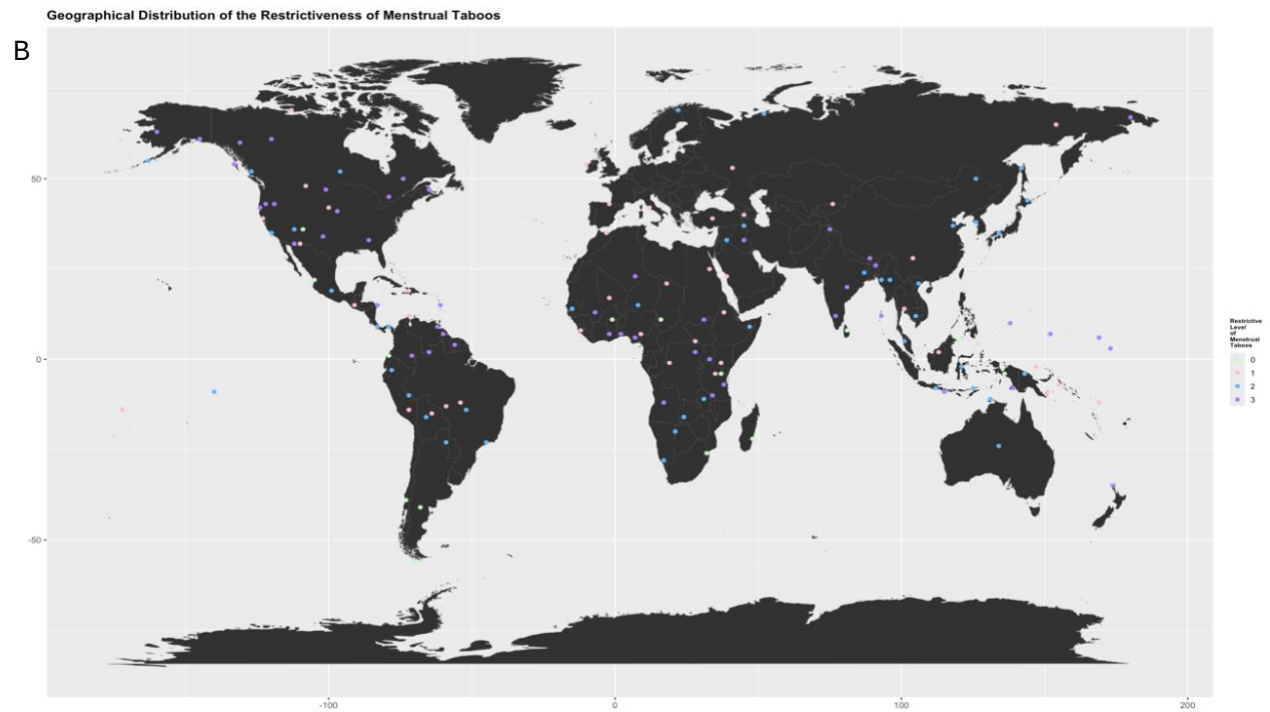 Geographical Distribution of the Restrictiveness of Menstrual Taboos
B
50
0
-50
-100
0
100
200
Restrictive
Level
of
Menstrual
Taboos
0
1
2
3